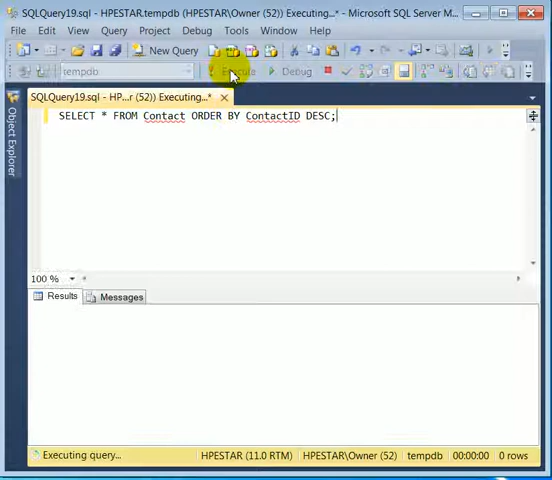 SQLQuery19.sql - HPESTAR.tempdb (HPESTAR\Owner (52)) Executing...* - Microsoft SQL Server M...
File Edit View Query Project Debug Tools Window Help
New Query
tempdb Execute Debug
SQLQuery19.sql - HP...r (52)) Executing...*
Object Explorer
SELECT * FROM Contact ORDER BY ContactID DESC;
100 %
Results Messages
Executing query... HPESTAR (11.0 RTM) HPESTAR\Owner (52) tempdb 00:00:00 0 rows